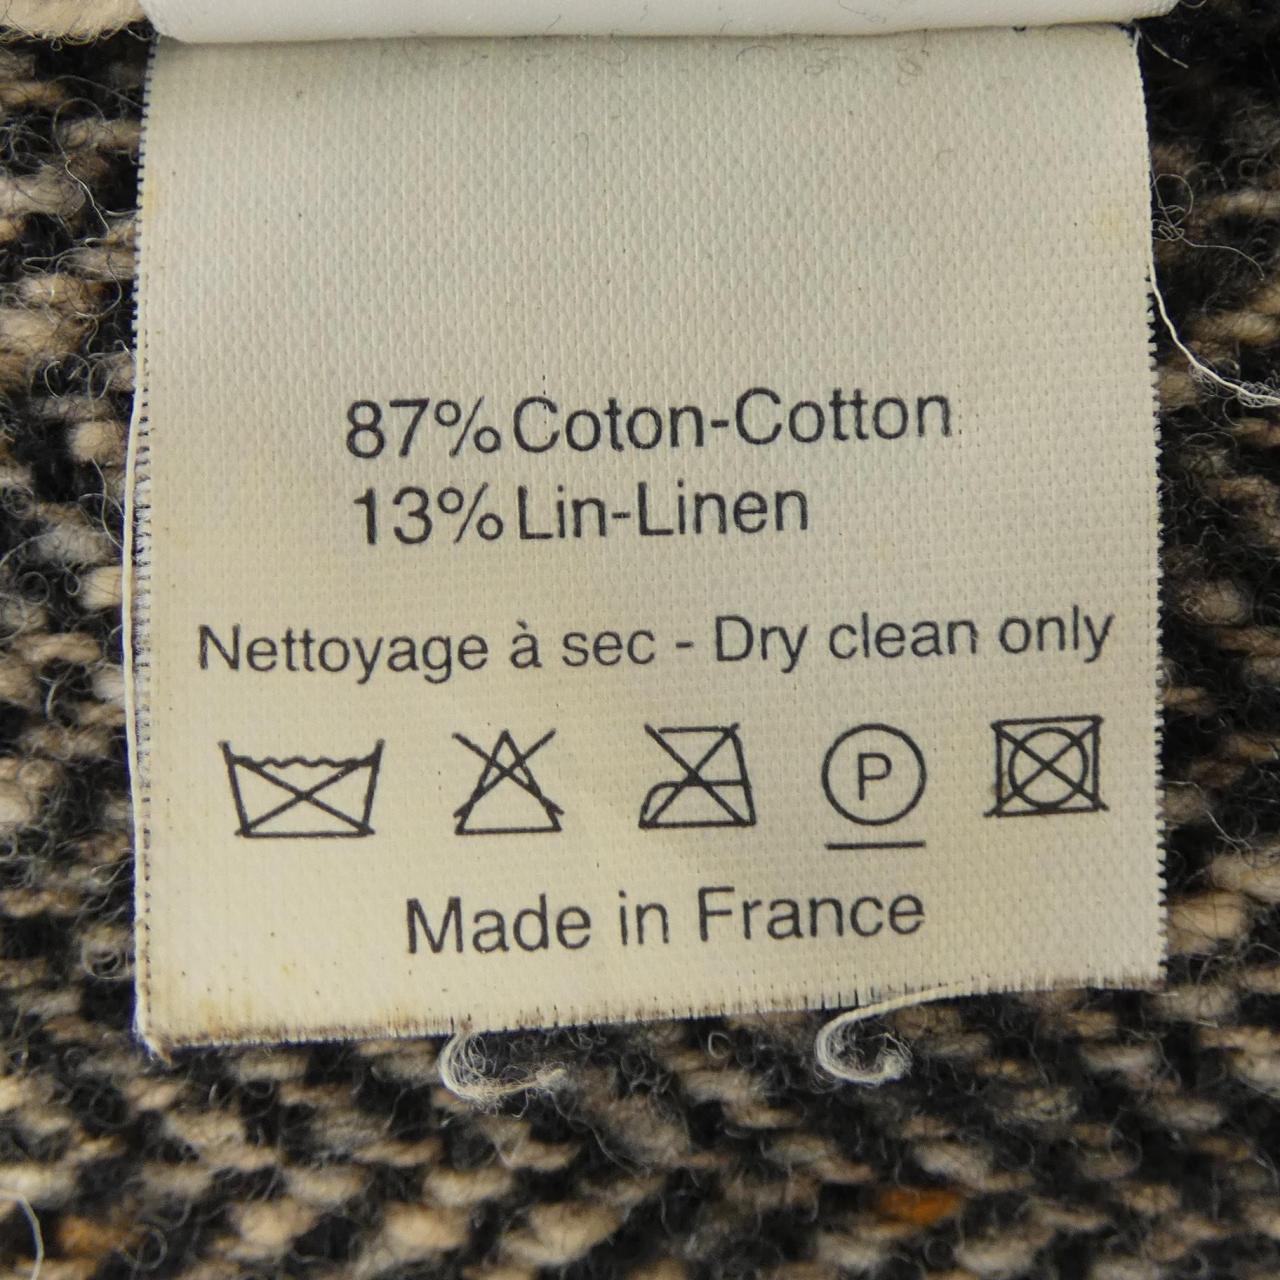 87% Coton-Cotton
13% Lin-Linen
Nettoyage à sec - Dry clean only
P
Made in France